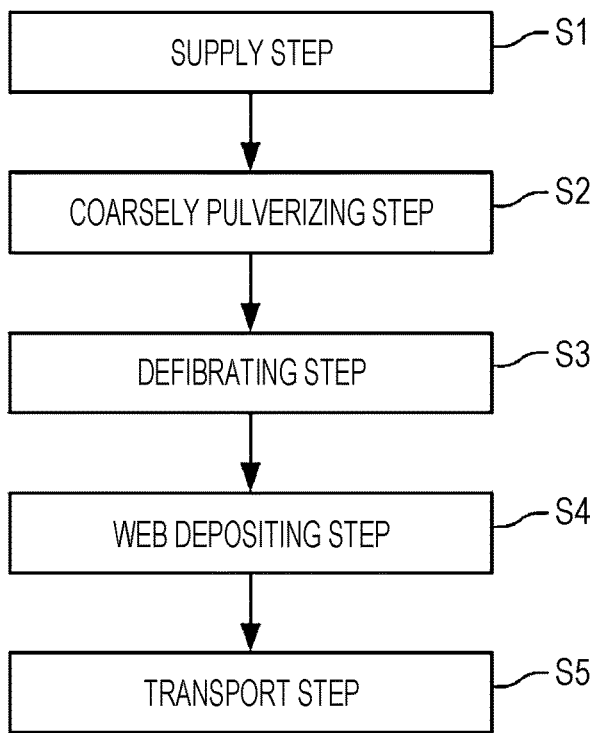 SUPPLY STEP
S1
COARSELY PULVERIZING STEP
S2
DEFIBRATING STEP
S3
WEB DEPOSITING STEP
S4
TRANSPORT STEP
S5